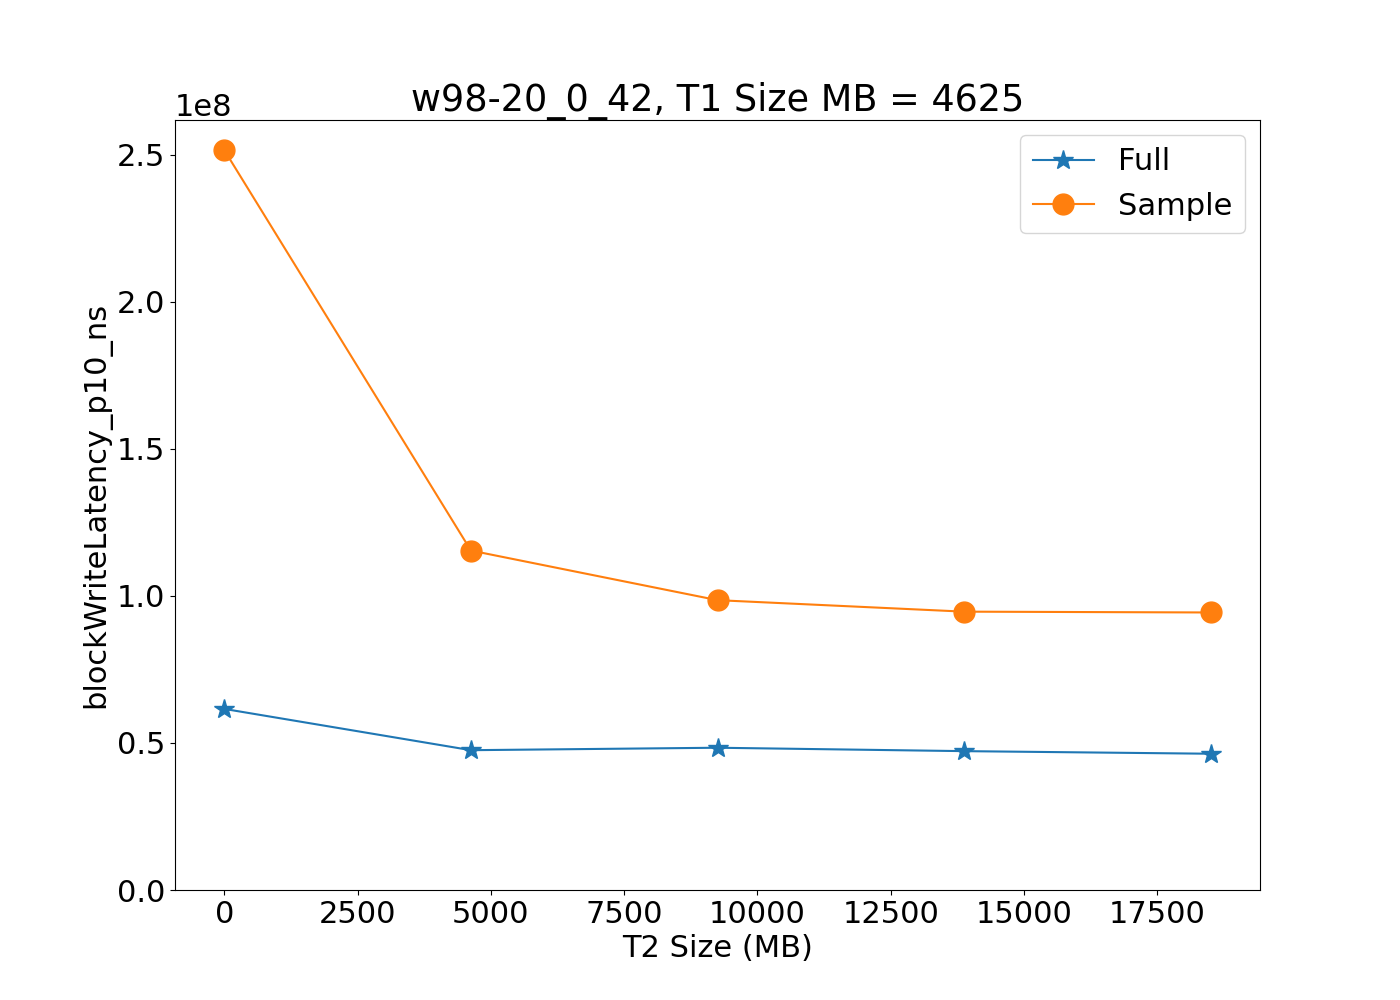 w98-20_0_42, T1 Size MB = 4625
1e8
Full
Sample
2.5
2.0
1.5
1.0
0.5
0.0
blockWriteLatency_p10_ns
0 2500 5000 7500 10000 12500 15000 17500
T2 Size (MB)